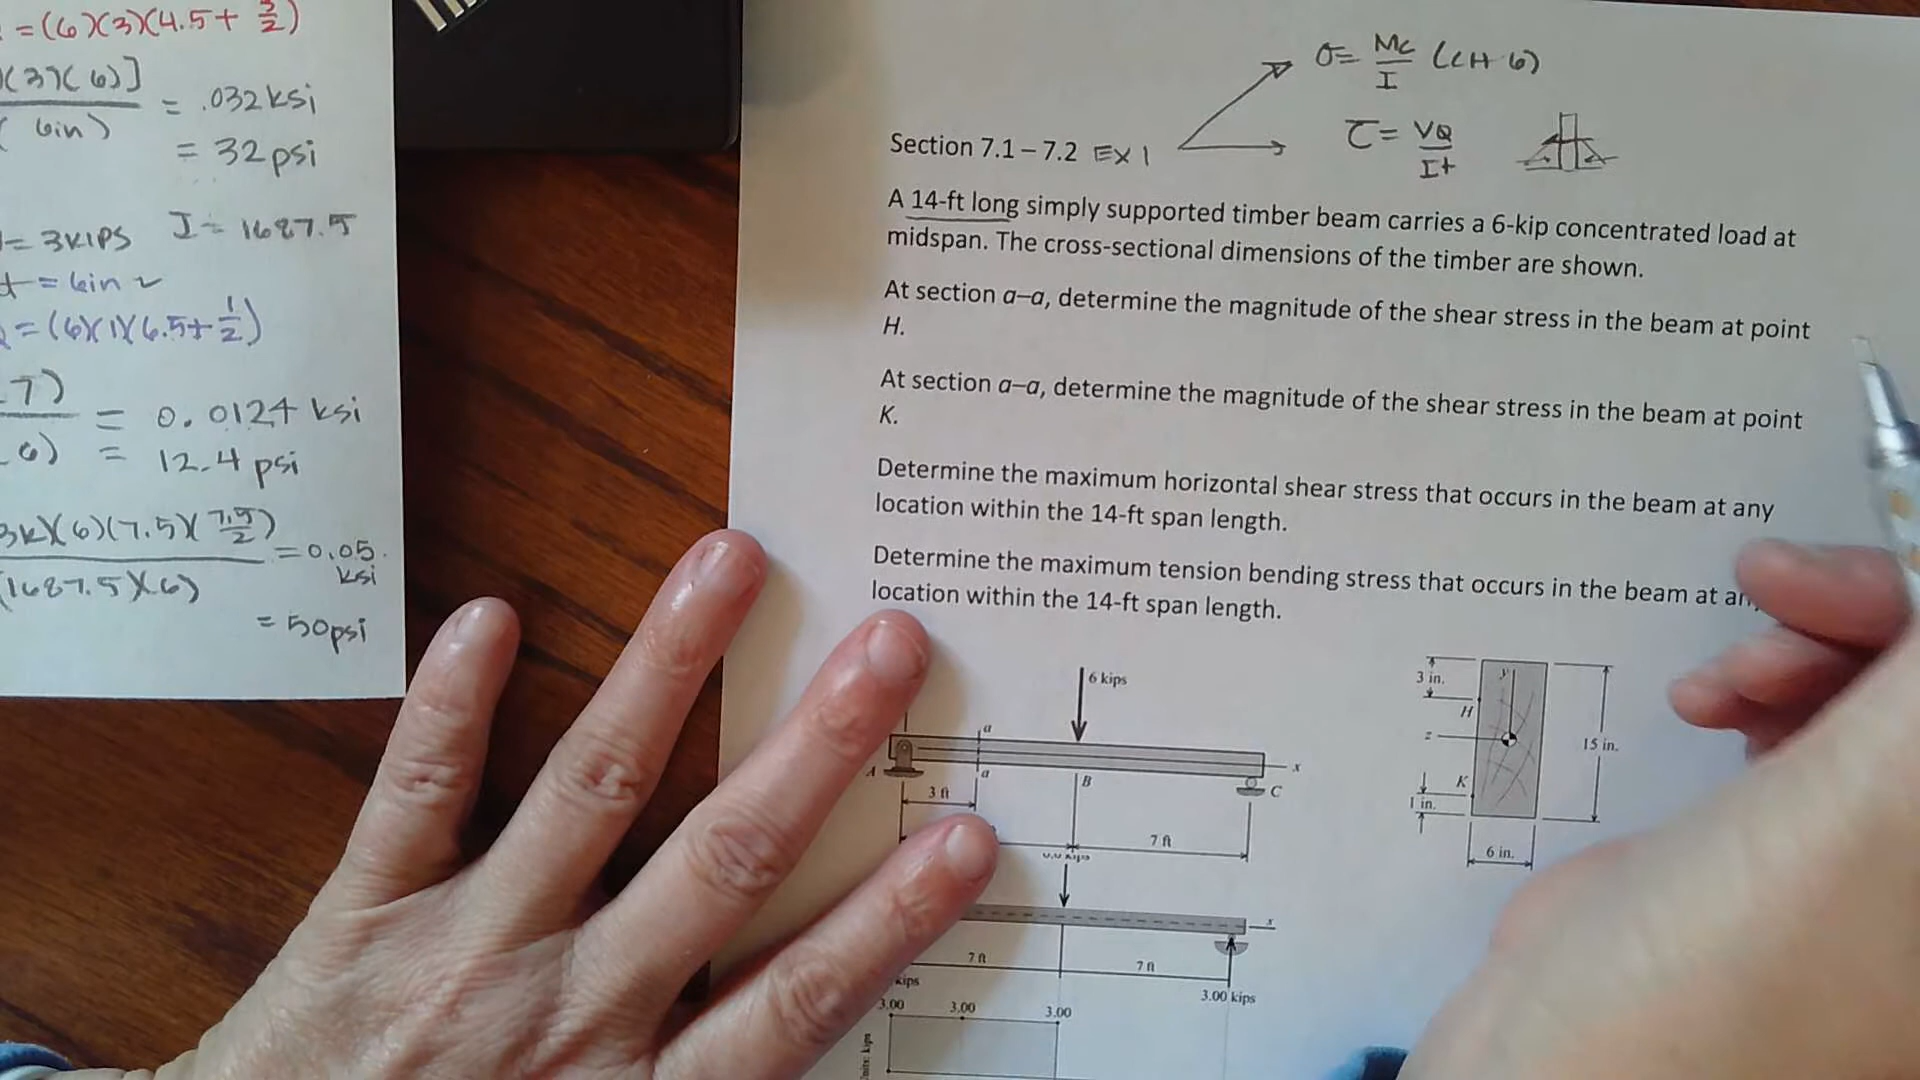 =(6)(3)(4.5+ 3/2)
(3)(6)]
6in)
= .032ksi
= 32psi
= 3KIPS I = 1687.5
t = 6in
= (6)(1)(6.5+ 1/2)
7)
6)
= 0.0124 ksi
= 12.4 psi
3k)(6)(7.5)(7.5/2)
(1687.5)(6)
= 0.05
ksi
= 50psi
σ= Mc/I (CH 6)
τ= VQ/It
Section 7.1 – 7.2 EX 1
A 14-ft long simply supported timber beam carries a 6-kip concentrated load at
midspan. The cross-sectional dimensions of the timber are shown.
At section a–a, determine the magnitude of the shear stress in the beam at point
H.
At section a–a, determine the magnitude of the shear stress in the beam at point
K.
Determine the maximum horizontal shear stress that occurs in the beam at any
location within the 14-ft span length.
Determine the maximum tension bending stress that occurs in the beam at
location within the 14-ft span length.
6 kips
a
A
a
x
B
C
3 ft
7 ft
3 in.
y
H
z
15 in.
K
1 in.
6 in.
x
7 ft
7 ft
kips
3.00 kips
3.00
3.00
3.00
kips